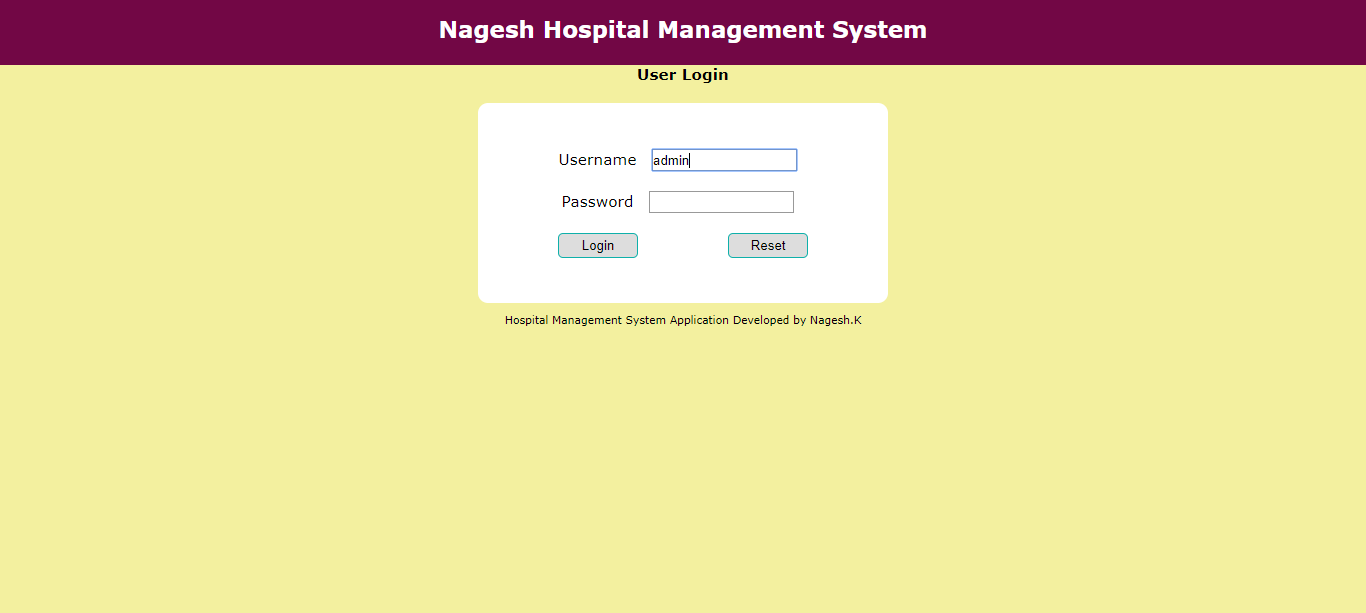 Nagesh Hospital Management System
User Login
Username admin
Password
Login Reset
Hospital Management System Application Developed by Nagesh.K